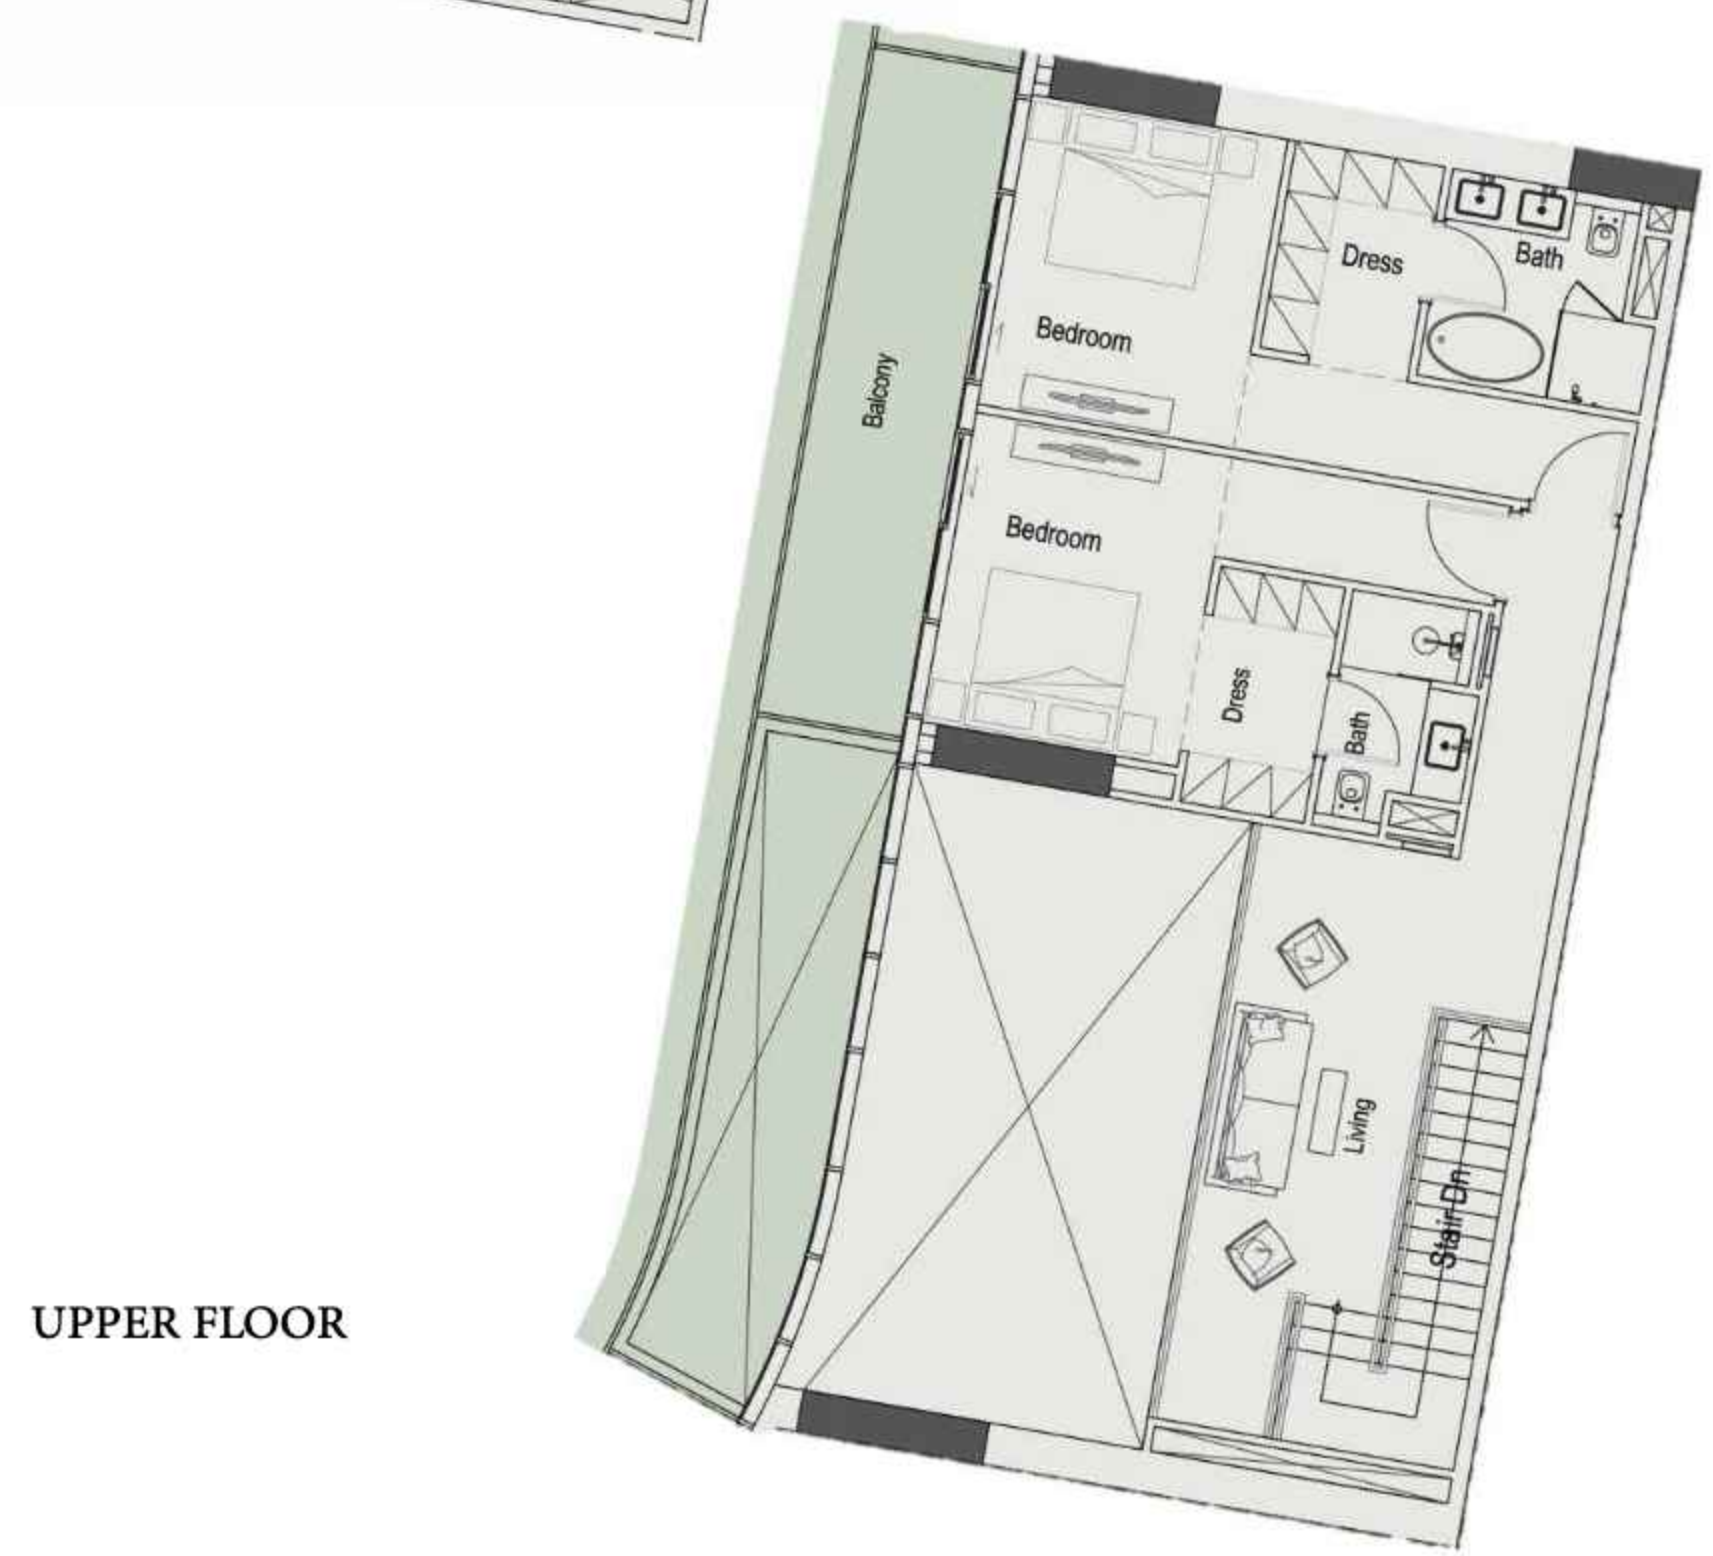 Dress
Bath
Bedroom
Balcony
Bedroom
Dress
Bath
Living
Stair Dn
UPPER FLOOR